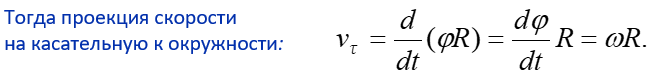 Тогда проекция скорости
на касательную к окружности: v_τ = d/dt (φR) = dφ/dt R = ωR.